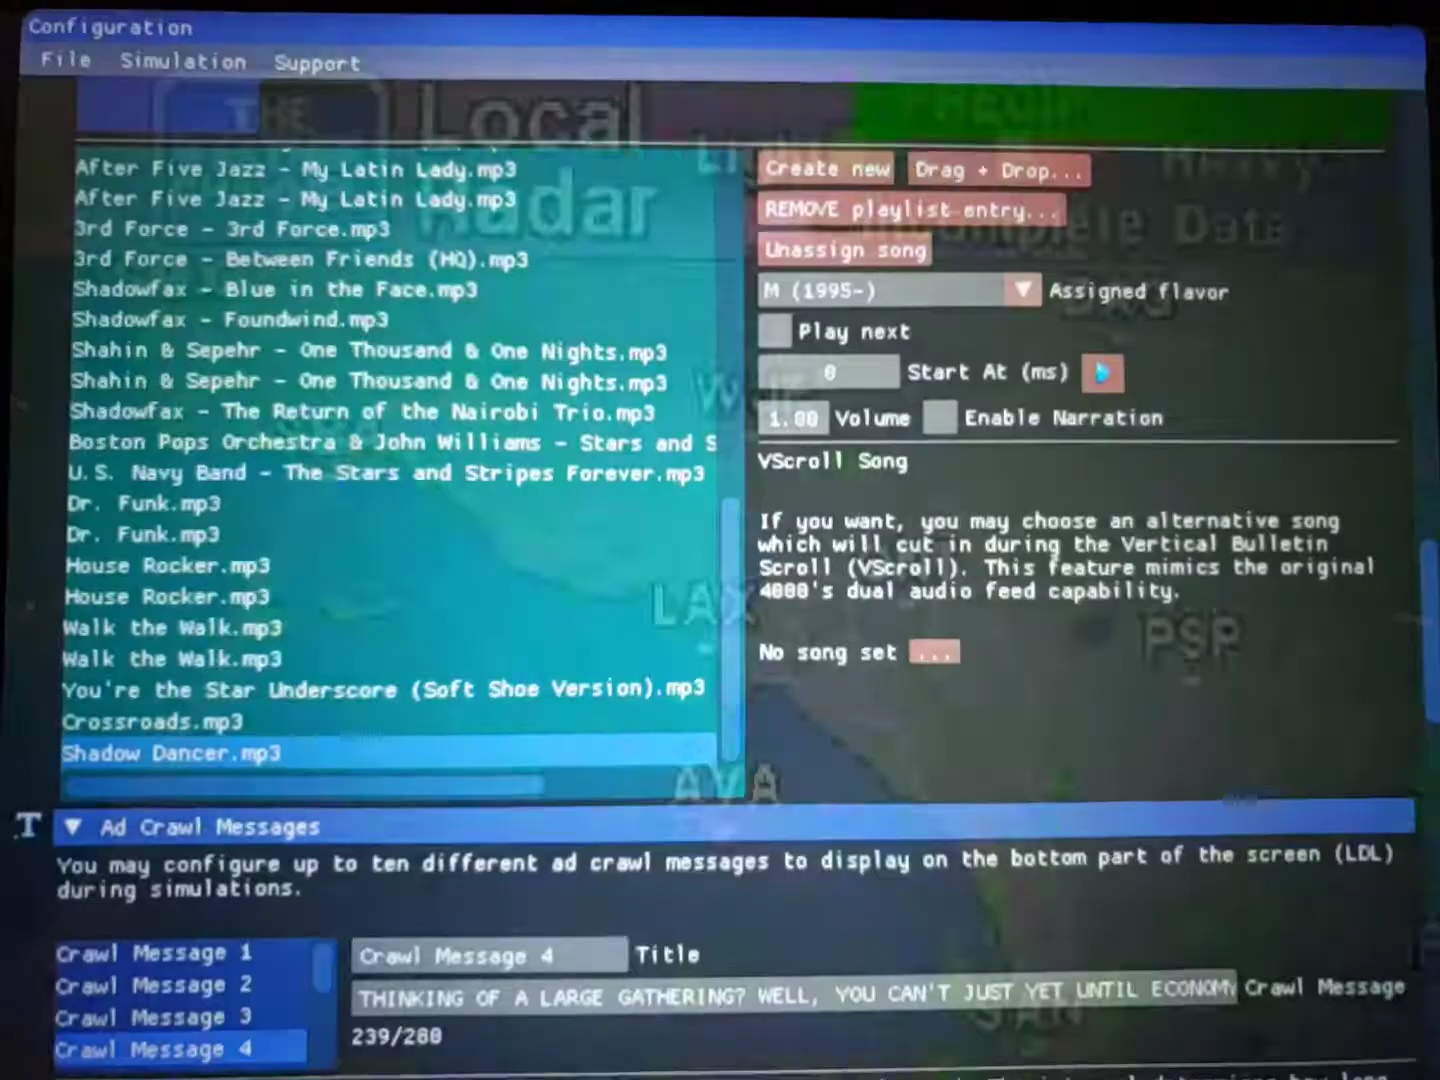 Configuration
File Simulation Support
THE Local
Radar
Light
Heavy
Incomplete Data
After Five Jazz - My Latin Lady.mp3
After Five Jazz - My Latin Lady.mp3
3rd Force - 3rd Force.mp3
3rd Force - Between Friends (HQ).mp3
Shadowfax - Blue in the Face.mp3
Shadowfax - Foundwind.mp3
Shahin & Sepehr - One Thousand & One Nights.mp3
Shahin & Sepehr - One Thousand & One Nights.mp3
Shadowfax - The Return of the Nairobi Trio.mp3
Boston Pops Orchestra & John Williams - Stars and S
U.S. Navy Band - The Stars and Stripes Forever.mp3
Dr. Funk.mp3
Dr. Funk.mp3
House Rocker.mp3
House Rocker.mp3
Walk the Walk.mp3
Walk the Walk.mp3
You're the Star Underscore (Soft Shoe Version).mp3
Crossroads.mp3
Shadow Dancer.mp3
Create new Drag + Drop...
REMOVE playlist entry...
Unassign song
M (1995-) Assigned flavor
Play next
0 Start At (ms)
1.00 Volume Enable Narration
VScroll Song
If you want, you may choose an alternative song
which will cut in during the Vertical Bulletin
Scroll (VScroll). This feature mimics the original
4000's dual audio feed capability.
No song set ...
LAX
PSP
AVA
T
Ad Crawl Messages
You may configure up to ten different ad crawl messages to display on the bottom part of the screen (LDL)
during simulations.
Crawl Message 1
Crawl Message 2
Crawl Message 3
Crawl Message 4
Crawl Message 4 Title
THINKING OF A LARGE GATHERING? WELL, YOU CAN'T JUST YET UNTIL ECONOMY Crawl Message
SAN
239/280